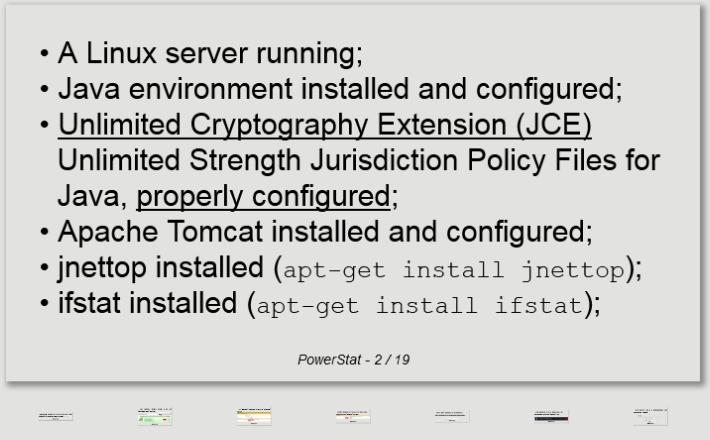 • A Linux server running;
• Java environment installed and configured;
• Unlimited Cryptography Extension (JCE)
Unlimited Strength Jurisdiction Policy Files for
Java, properly configured;
• Apache Tomcat installed and configured;
• jnettop installed (apt-get install jnettop);
• ifstat installed (apt-get install ifstat);
PowerStat - 2 / 19